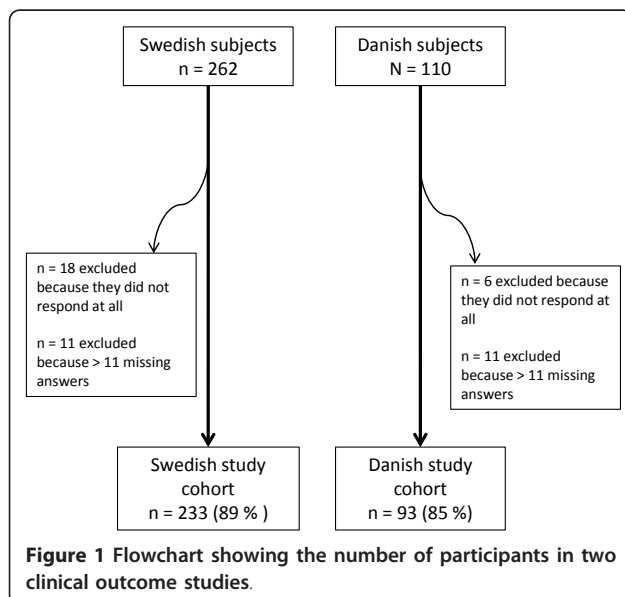 Swedish subjects
n = 262
Danish subjects
N = 110
n = 18 excluded
because they did not
respond at all
n = 11 excluded
because > 11 missing
answers
n = 6 excluded because
they did not respond at
all
n = 11 excluded
because > 11 missing
answers
Swedish study
cohort
n = 233 (89 % )
Danish study
cohort
n = 93 (85 %)
Figure 1 Flowchart showing the number of participants in two
clinical outcome studies.